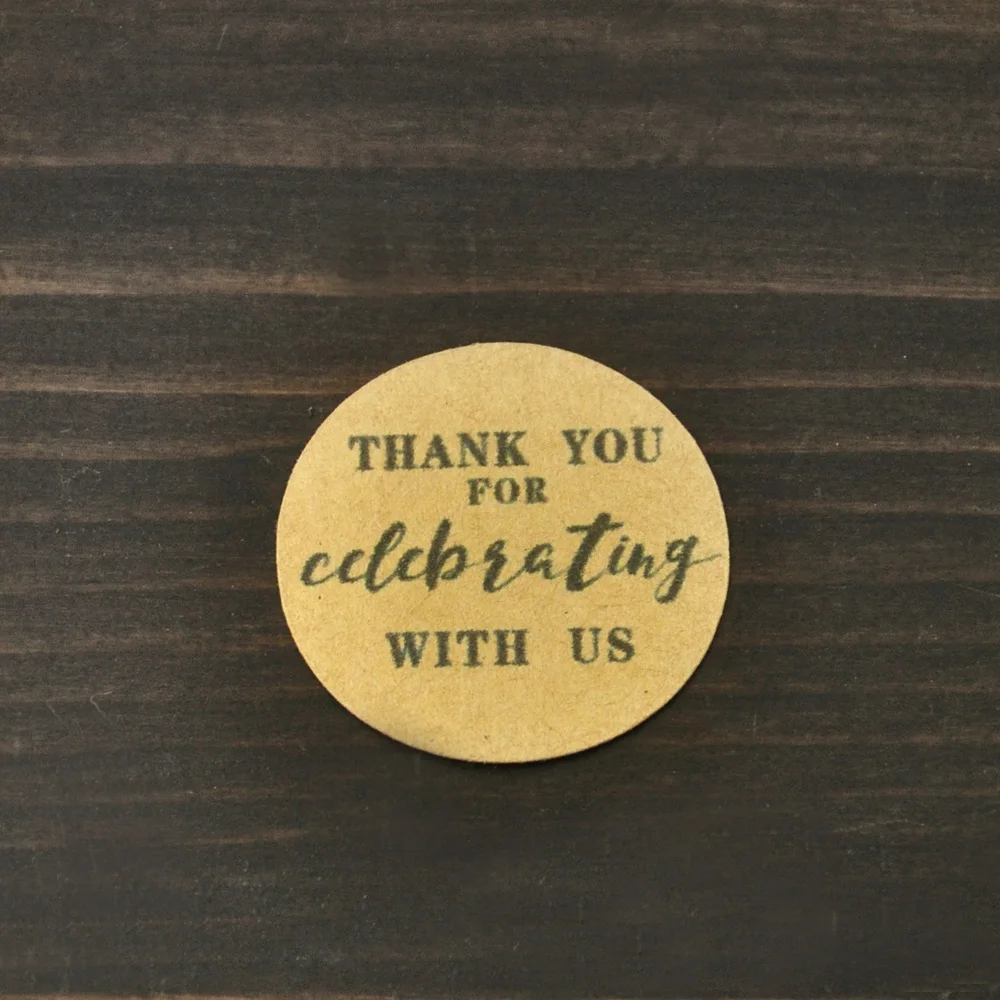 THANK YOU
FOR
celebrating
WITH US